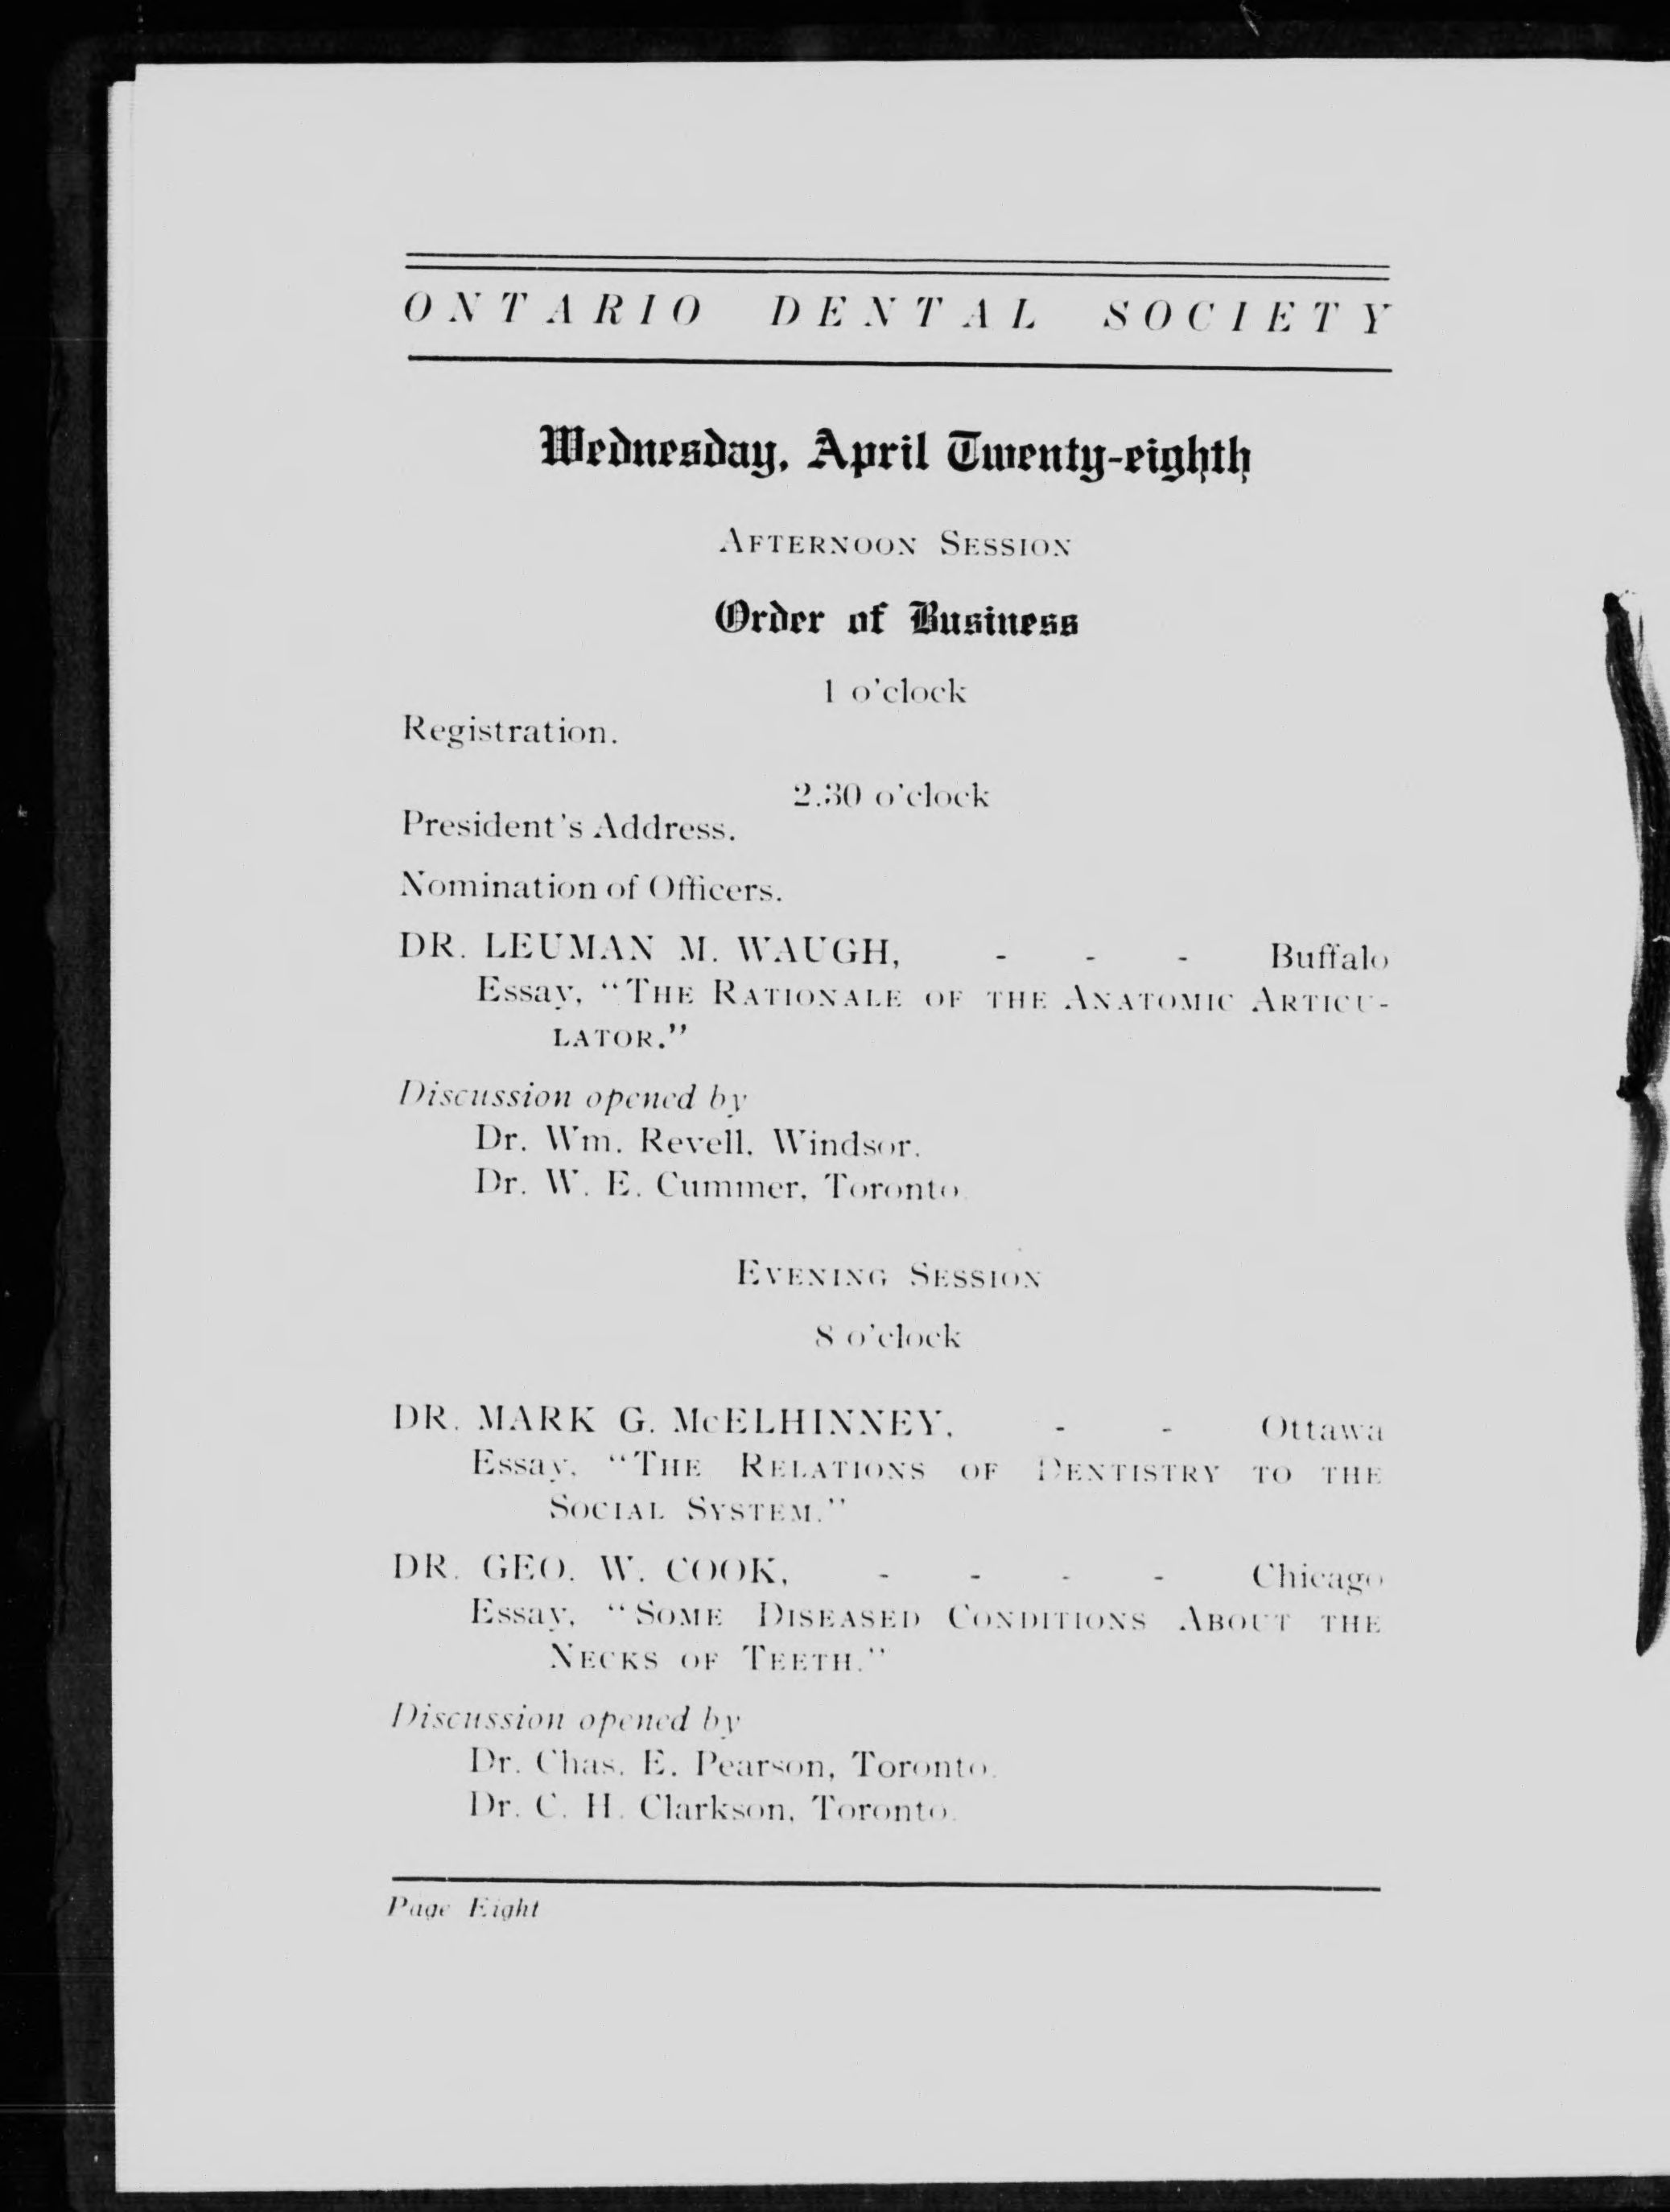 ONTARIO DENTAL SOCIETY
Wednesday, April Twenty-eighth
AFTERNOON SESSION
Order of Business
1 o'clock
Registration.
2.30 o'clock
President's Address.
Nomination of Officers.
DR. LEUMAN M. WAUGH, - - - Buffalo
Essay, "THE RATIONALE OF THE ANATOMIC ARTICU-
LATOR."
Discussion opened by
Dr. Wm. Revell, Windsor.
Dr. W. E. Cummer, Toronto.
EVENING SESSION
8 o'clock
DR. MARK G. McELHINNEY, - - Ottawa
Essay, "THE RELATIONS OF DENTISTRY TO THE
SOCIAL SYSTEM."
DR. GEO. W. COOK, - - - - Chicago
Essay, "SOME DISEASED CONDITIONS ABOUT THE
NECKS OF TEETH."
Discussion opened by
Dr. Chas. E. Pearson, Toronto.
Dr. C. H. Clarkson, Toronto.
Page Eight